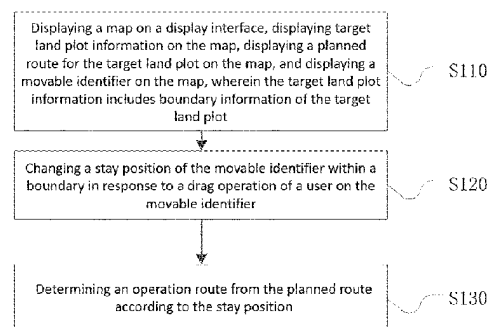 Displaying a map on a display interface, displaying target
land plot information on the map, displaying a planned
route for the target land plot on the map, and displaying a
movable identifier on the map, wherein the target land plot
information includes boundary information of the target
land plot
S110
Changing a stay position of the movable identifier within a
boundary in response to a drag operation of a user on the
movable identifier
S120
Determining an operation route from the planned route
according to the stay position
S130